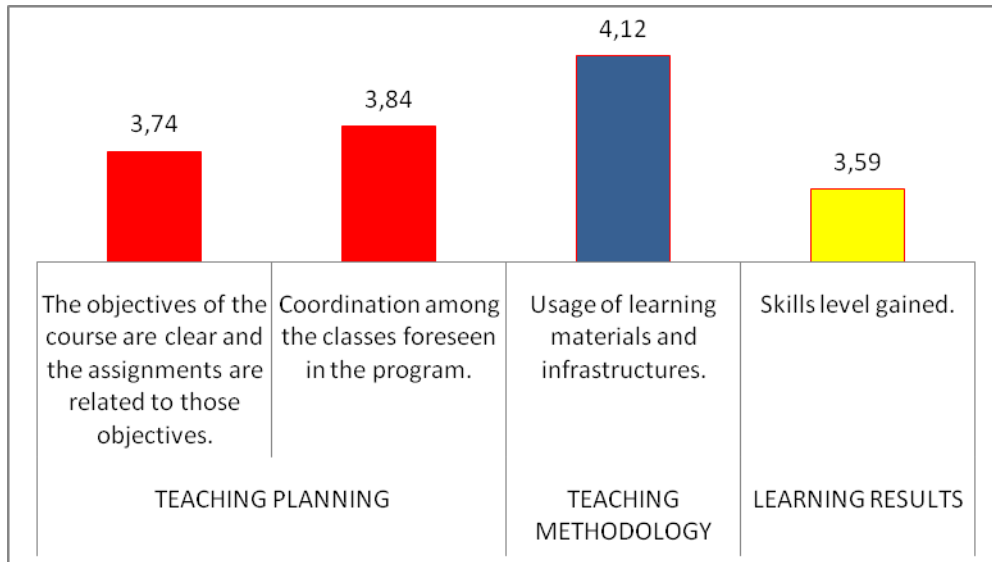 4,12
3,84
3,74
3,59
The objectives of the
course are clear and
the assignments are
related to those
objectives.
Coordination among
the classes foreseen
in the program.
Usage of learning
materials and
infrastructures.
Skills level gained.
TEACHING PLANNING
TEACHING
METHODOLOGY
LEARNING RESULTS